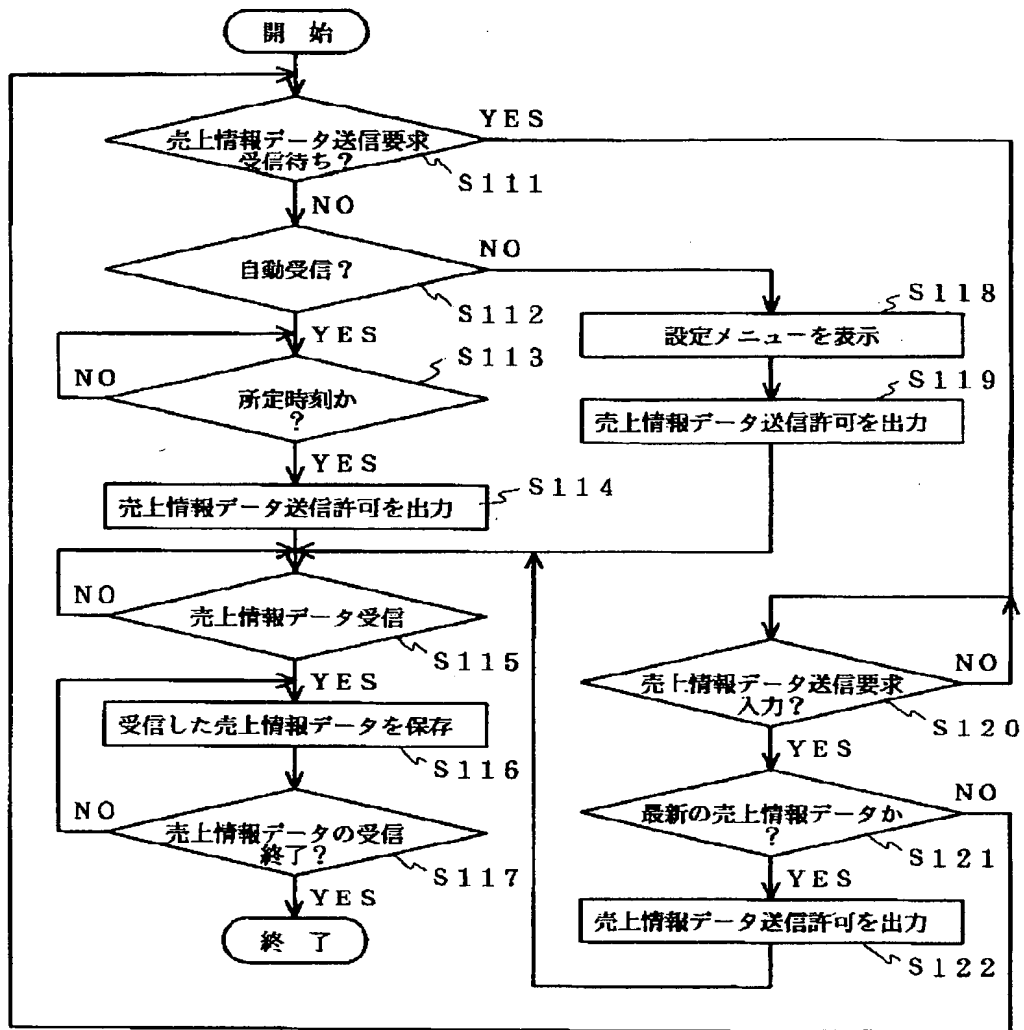 開 始
売上情報データ送信要求
受信待ち?
YES
S111
NO
自動受信?
NO
S112
YES
S113
NO
所定時刻か
?
YES
売上情報データ送信許可を出力
S114
NO
売上情報データ受信
S115
YES
受信した売上情報データを保存
S116
NO
売上情報データの受信
終了?
S117
YES
終 了
S118
設定メニューを表示
S119
売上情報データ送信許可を出力
売上情報データ送信要求
入力?
NO
S120
YES
最新の売上情報データか
?
NO
S121
YES
売上情報データ送信許可を出力
S122